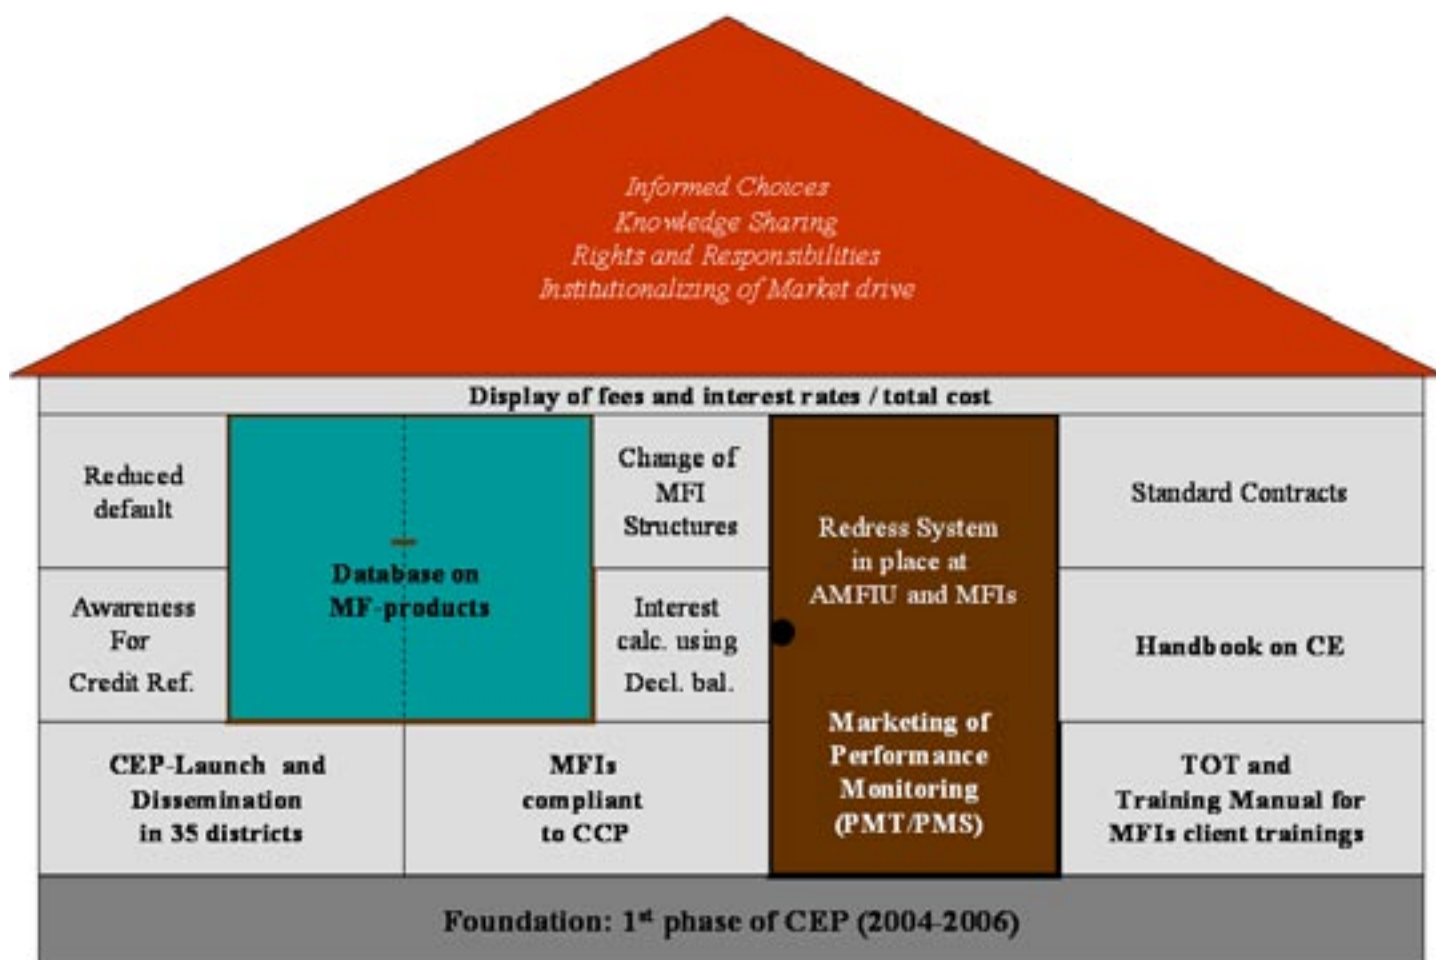 Informed Choices
Knowledge Sharing
Rights and Responsibilities
Institutionalizing of Market drive
Display of fees and interest rates / total cost
Reduced
default
Database on
MF-products
Change of
MFI
Structures
Redress System
in place at
AMFIU and MFIs
Standard Contracts
Awareness
For
Credit Ref.
Interest
calc. using
Decl. bal.
Handbook on CE
CEP-Launch and
Dissemination
in 35 districts
MFIs
compliant
to CCP
Marketing of
Performance
Monitoring
(PMT/PMS)
TOT and
Training Manual for
MFIs client trainings
Foundation: 1st phase of CEP (2004-2006)